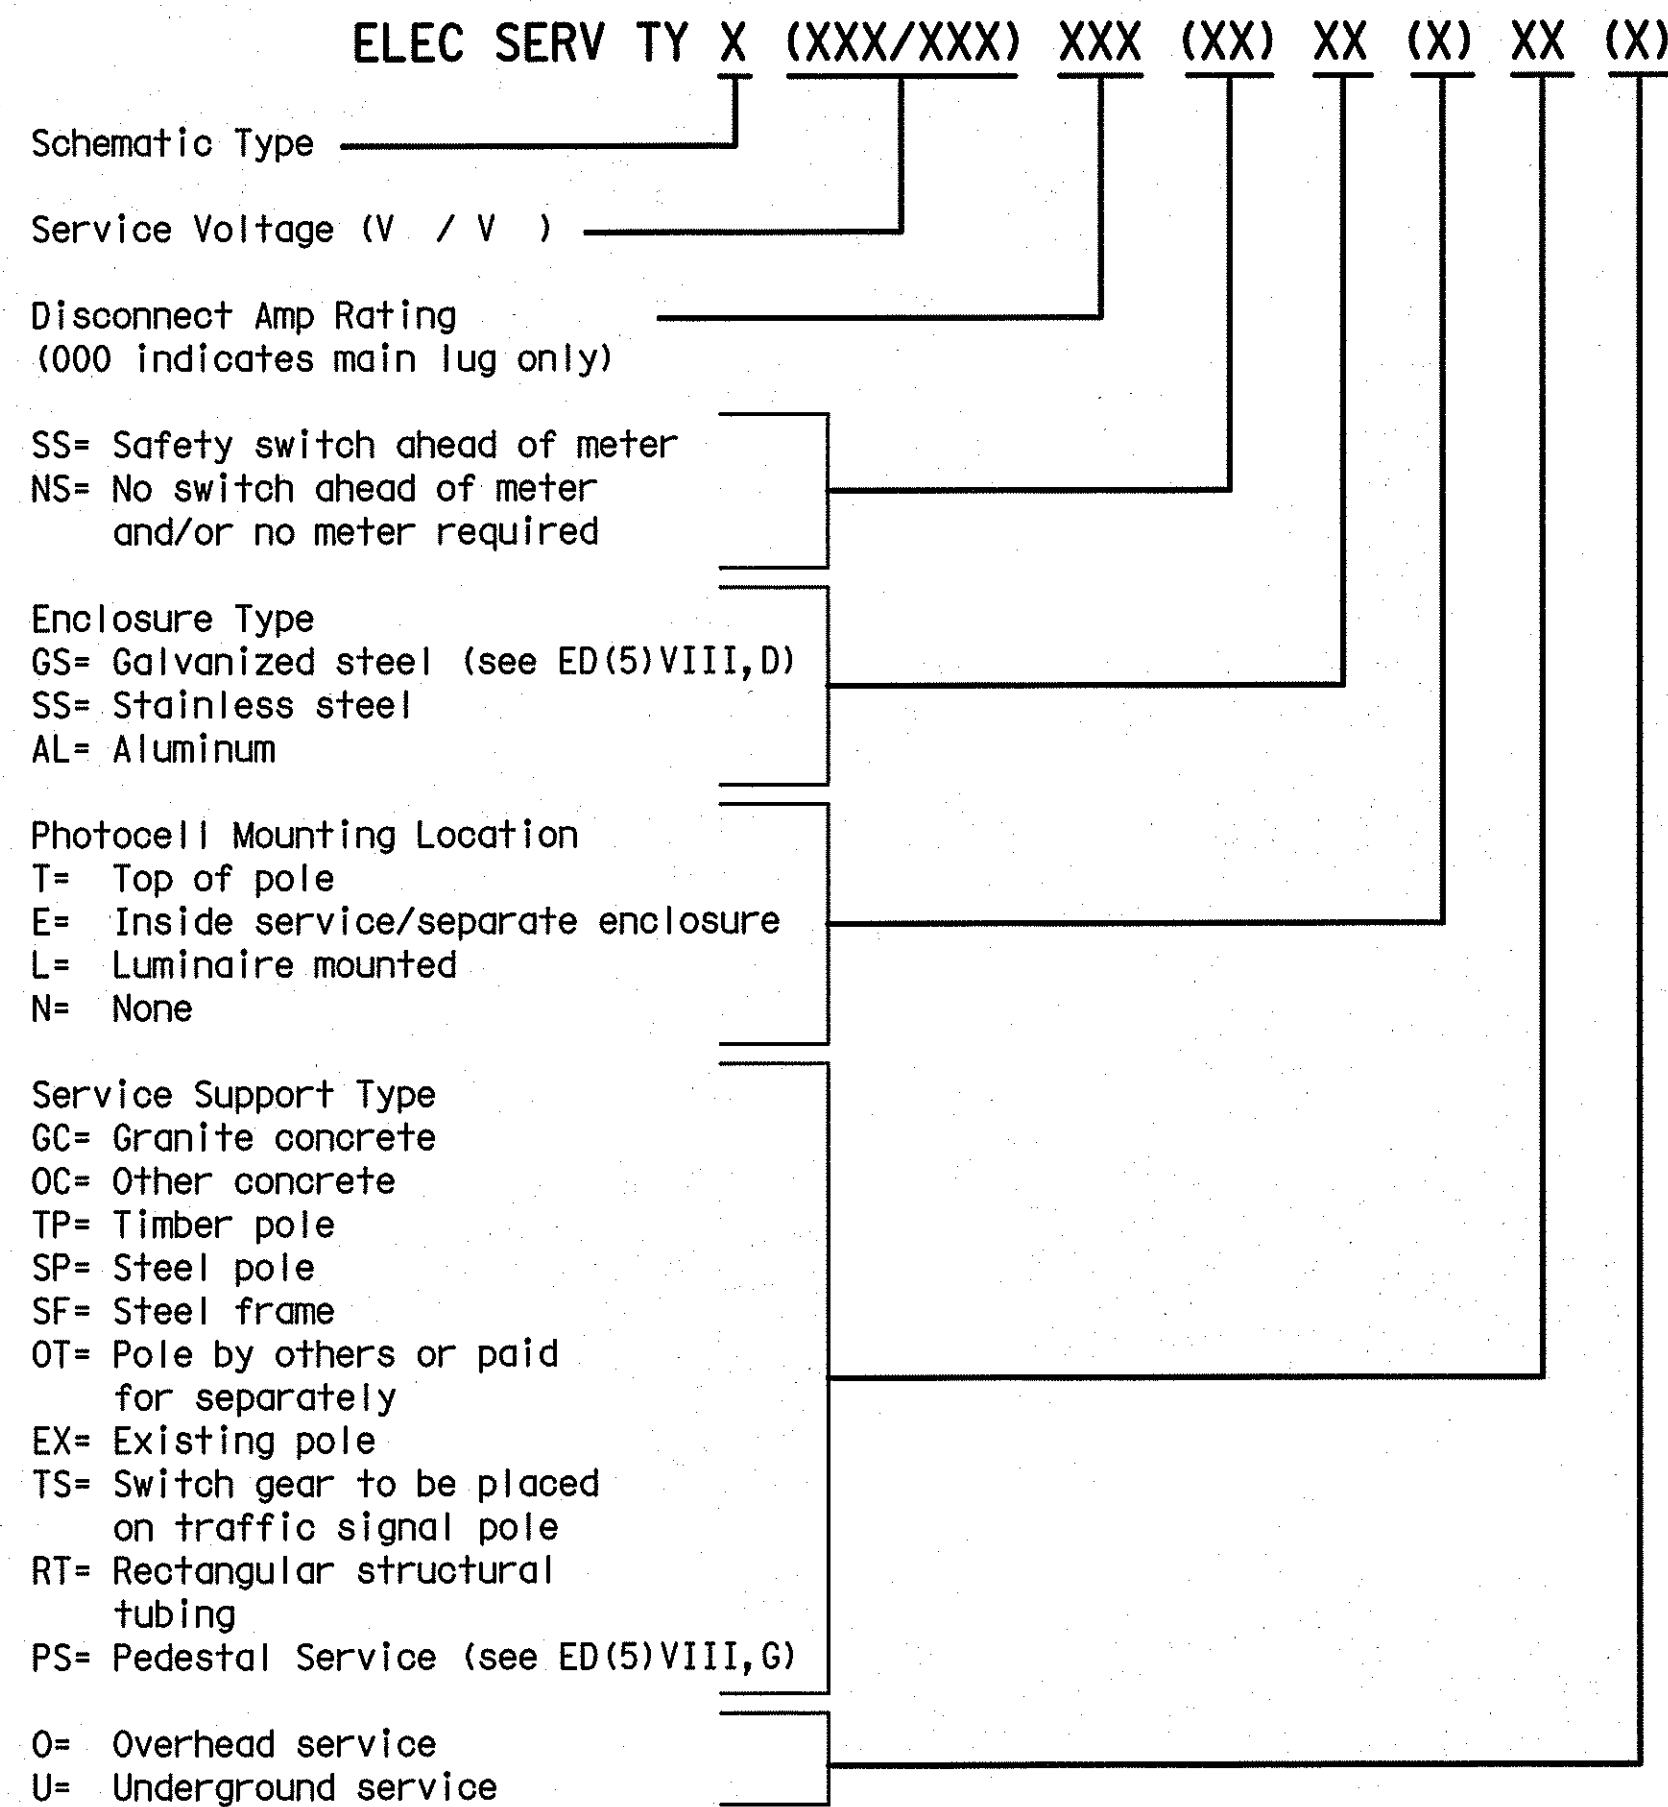 ELEC SERV TY X (XXX/XXX) XXX (XX) XX (X) XX (X)
Schematic Type
Service Voltage (V / V )
Disconnect Amp Rating
(000 indicates main lug only)
SS= Safety switch ahead of meter
NS= No switch ahead of meter
and/or no meter required
Enclosure Type
GS= Galvanized steel (see ED(5)VIII,D)
SS= Stainless steel
AL= Aluminum
Photocell Mounting Location
T= Top of pole
E= Inside service/separate enclosure
L= Luminaire mounted
N= None
Service Support Type
GC= Granite concrete
OC= Other concrete
TP= Timber pole
SP= Steel pole
SF= Steel frame
OT= Pole by others or paid
for separately
EX= Existing pole
TS= Switch gear to be placed
on traffic signal pole
RT= Rectangular structural
tubing
PS= Pedestal Service (see ED(5)VIII,G)
O= Overhead service
U= Underground service